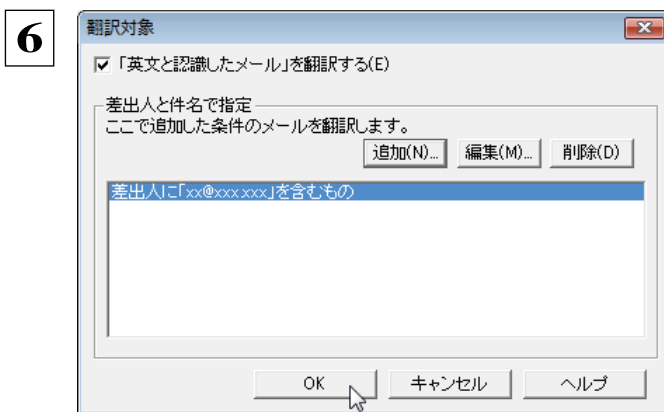 6
翻訳対象
「英文と認識したメール」を翻訳する(E)
差出人と件名で指定
ここで追加した条件のメールを翻訳します。
追加(N)... 編集(M)... 削除(D)
差出人に「xx@xxx.xxx」を含むもの
OK キャンセル ヘルプ